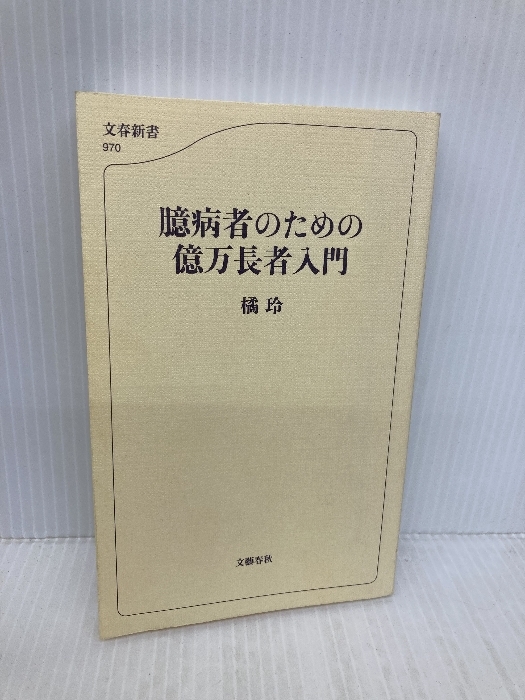 文春新書
970
臆病者のための
億万長者入門
橘 玲
文藝春秋